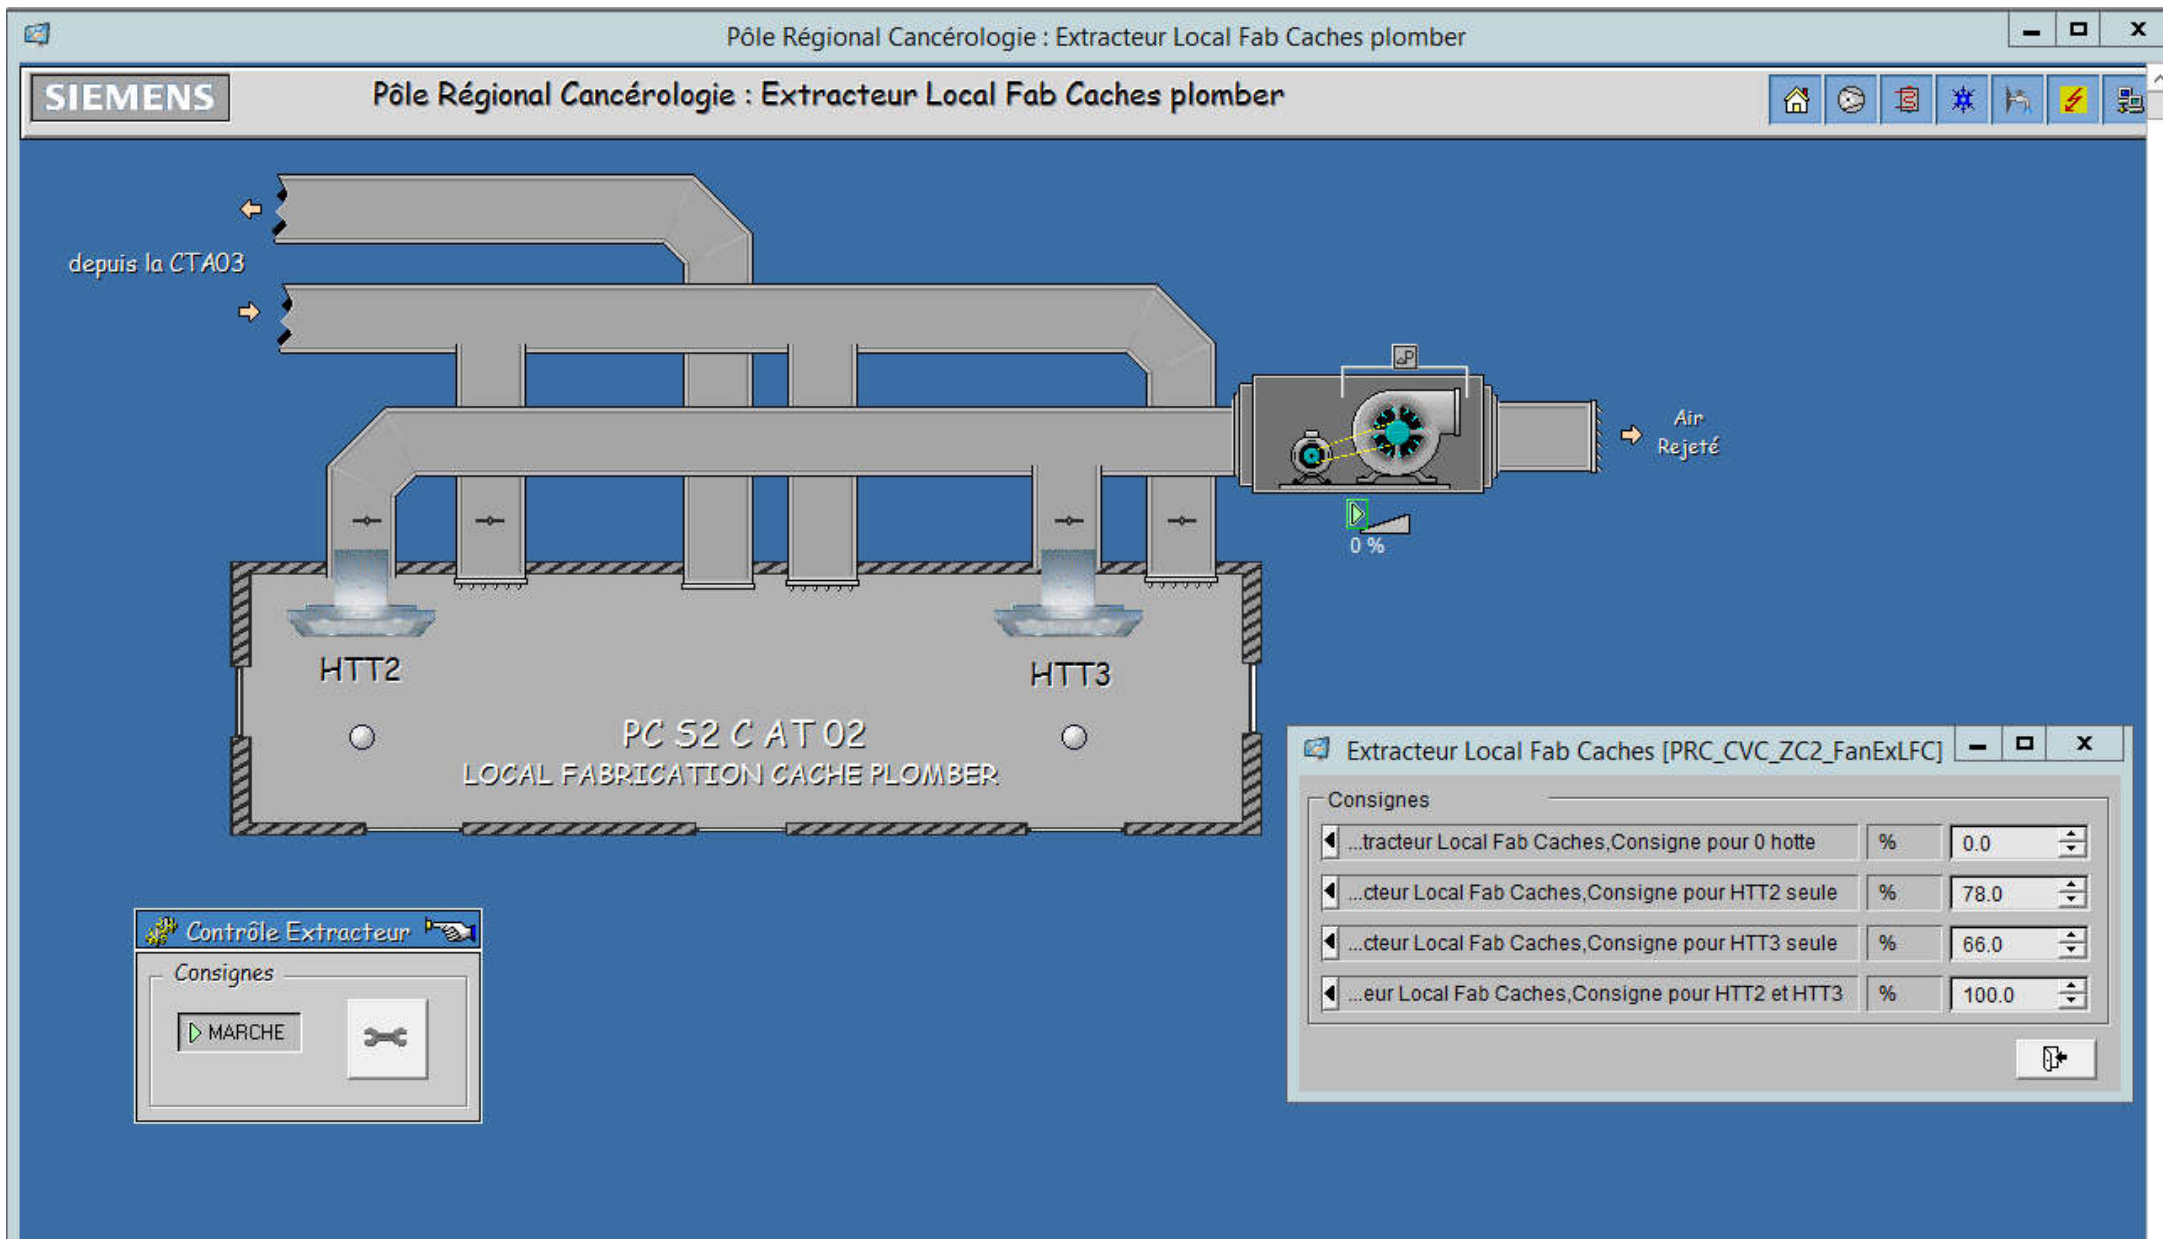 Pôle Régional Cancérologie : Extracteur Local Fab Caches plomber
SIEMENS
Pôle Régional Cancérologie : Extracteur Local Fab Caches plomber
depuis la CTA03
P
Air
Rejeté
0 %
HTT2
HTT3
PC S2 C AT 02
LOCAL FABRICATION CACHE PLOMBER
Extracteur Local Fab Caches [PRC_CVC_ZC2_FanExLFC]
Consignes
...tracteur Local Fab Caches,Consigne pour 0 hotte % 0.0
...cteur Local Fab Caches,Consigne pour HTT2 seule % 78.0
...cteur Local Fab Caches,Consigne pour HTT3 seule % 66.0
...eur Local Fab Caches,Consigne pour HTT2 et HTT3 % 100.0
Contrôle Extracteur
Consignes
MARCHE